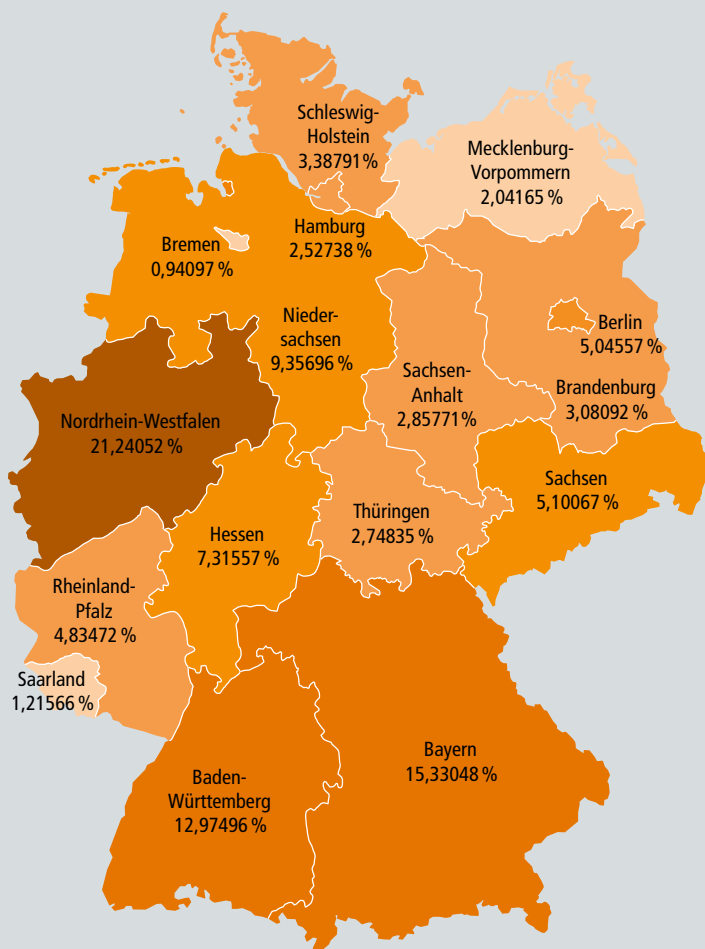 Schleswig-
Holstein
3,38791 %
Mecklenburg-
Vorpommern
2,04165 %
Hamburg
2,52738 %
Bremen
0,94097 %
Nieder-
sachsen
9,35696 %
Berlin
5,04557 %
Sachsen-
Anhalt
2,85771 %
Brandenburg
3,08092 %
Nordrhein-Westfalen
21,24052 %
Sachsen
5,10067 %
Hessen
7,31557 %
Thüringen
2,74835 %
Rheinland-
Pfalz
4,83472 %
Saarland
1,21566 %
Bayern
15,33048 %
Baden-
Württemberg
12,97496 %